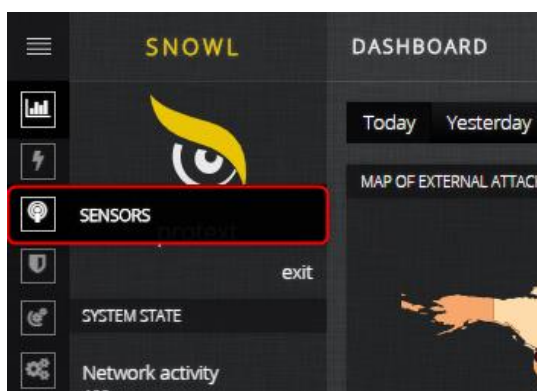 SNOWL
DASHBOARD
Today Yesterday
MAP OF EXTERNAL ATTAC
SENSORS
exit
SYSTEM STATE
Network activity